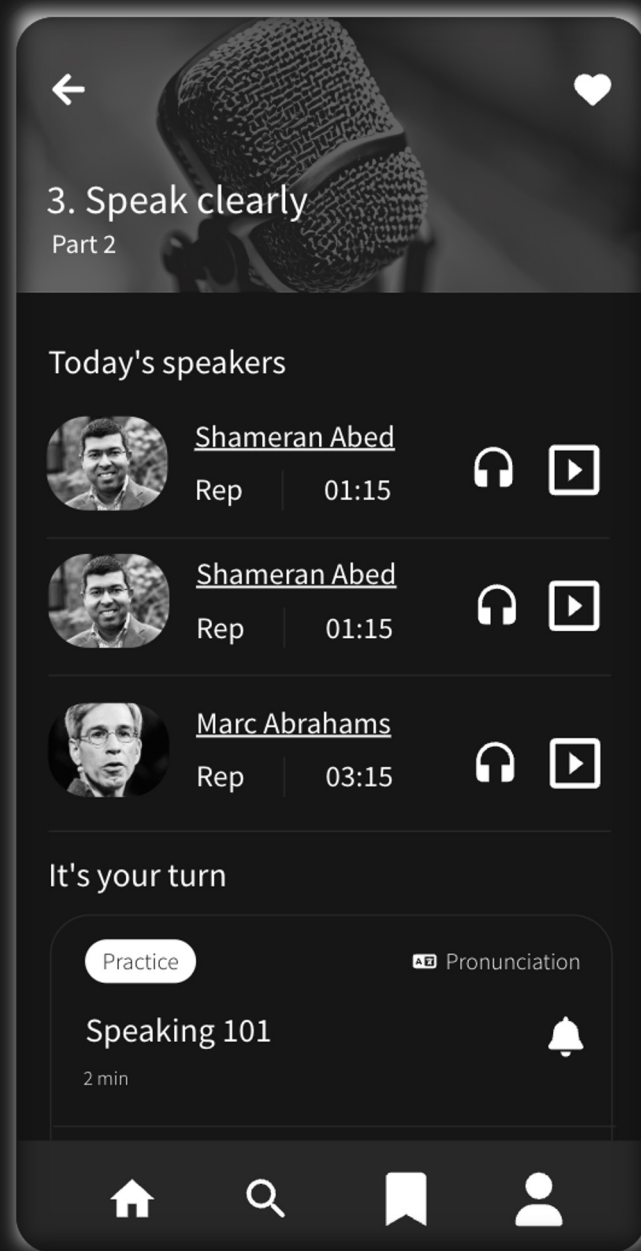 3. Speak clearly
Part 2
Today's speakers
Shameran Abed
Rep 01:15
Shameran Abed
Rep 01:15
Marc Abrahams
Rep 03:15
It's your turn
Practice A Pronunciation
Speaking 101
2 min